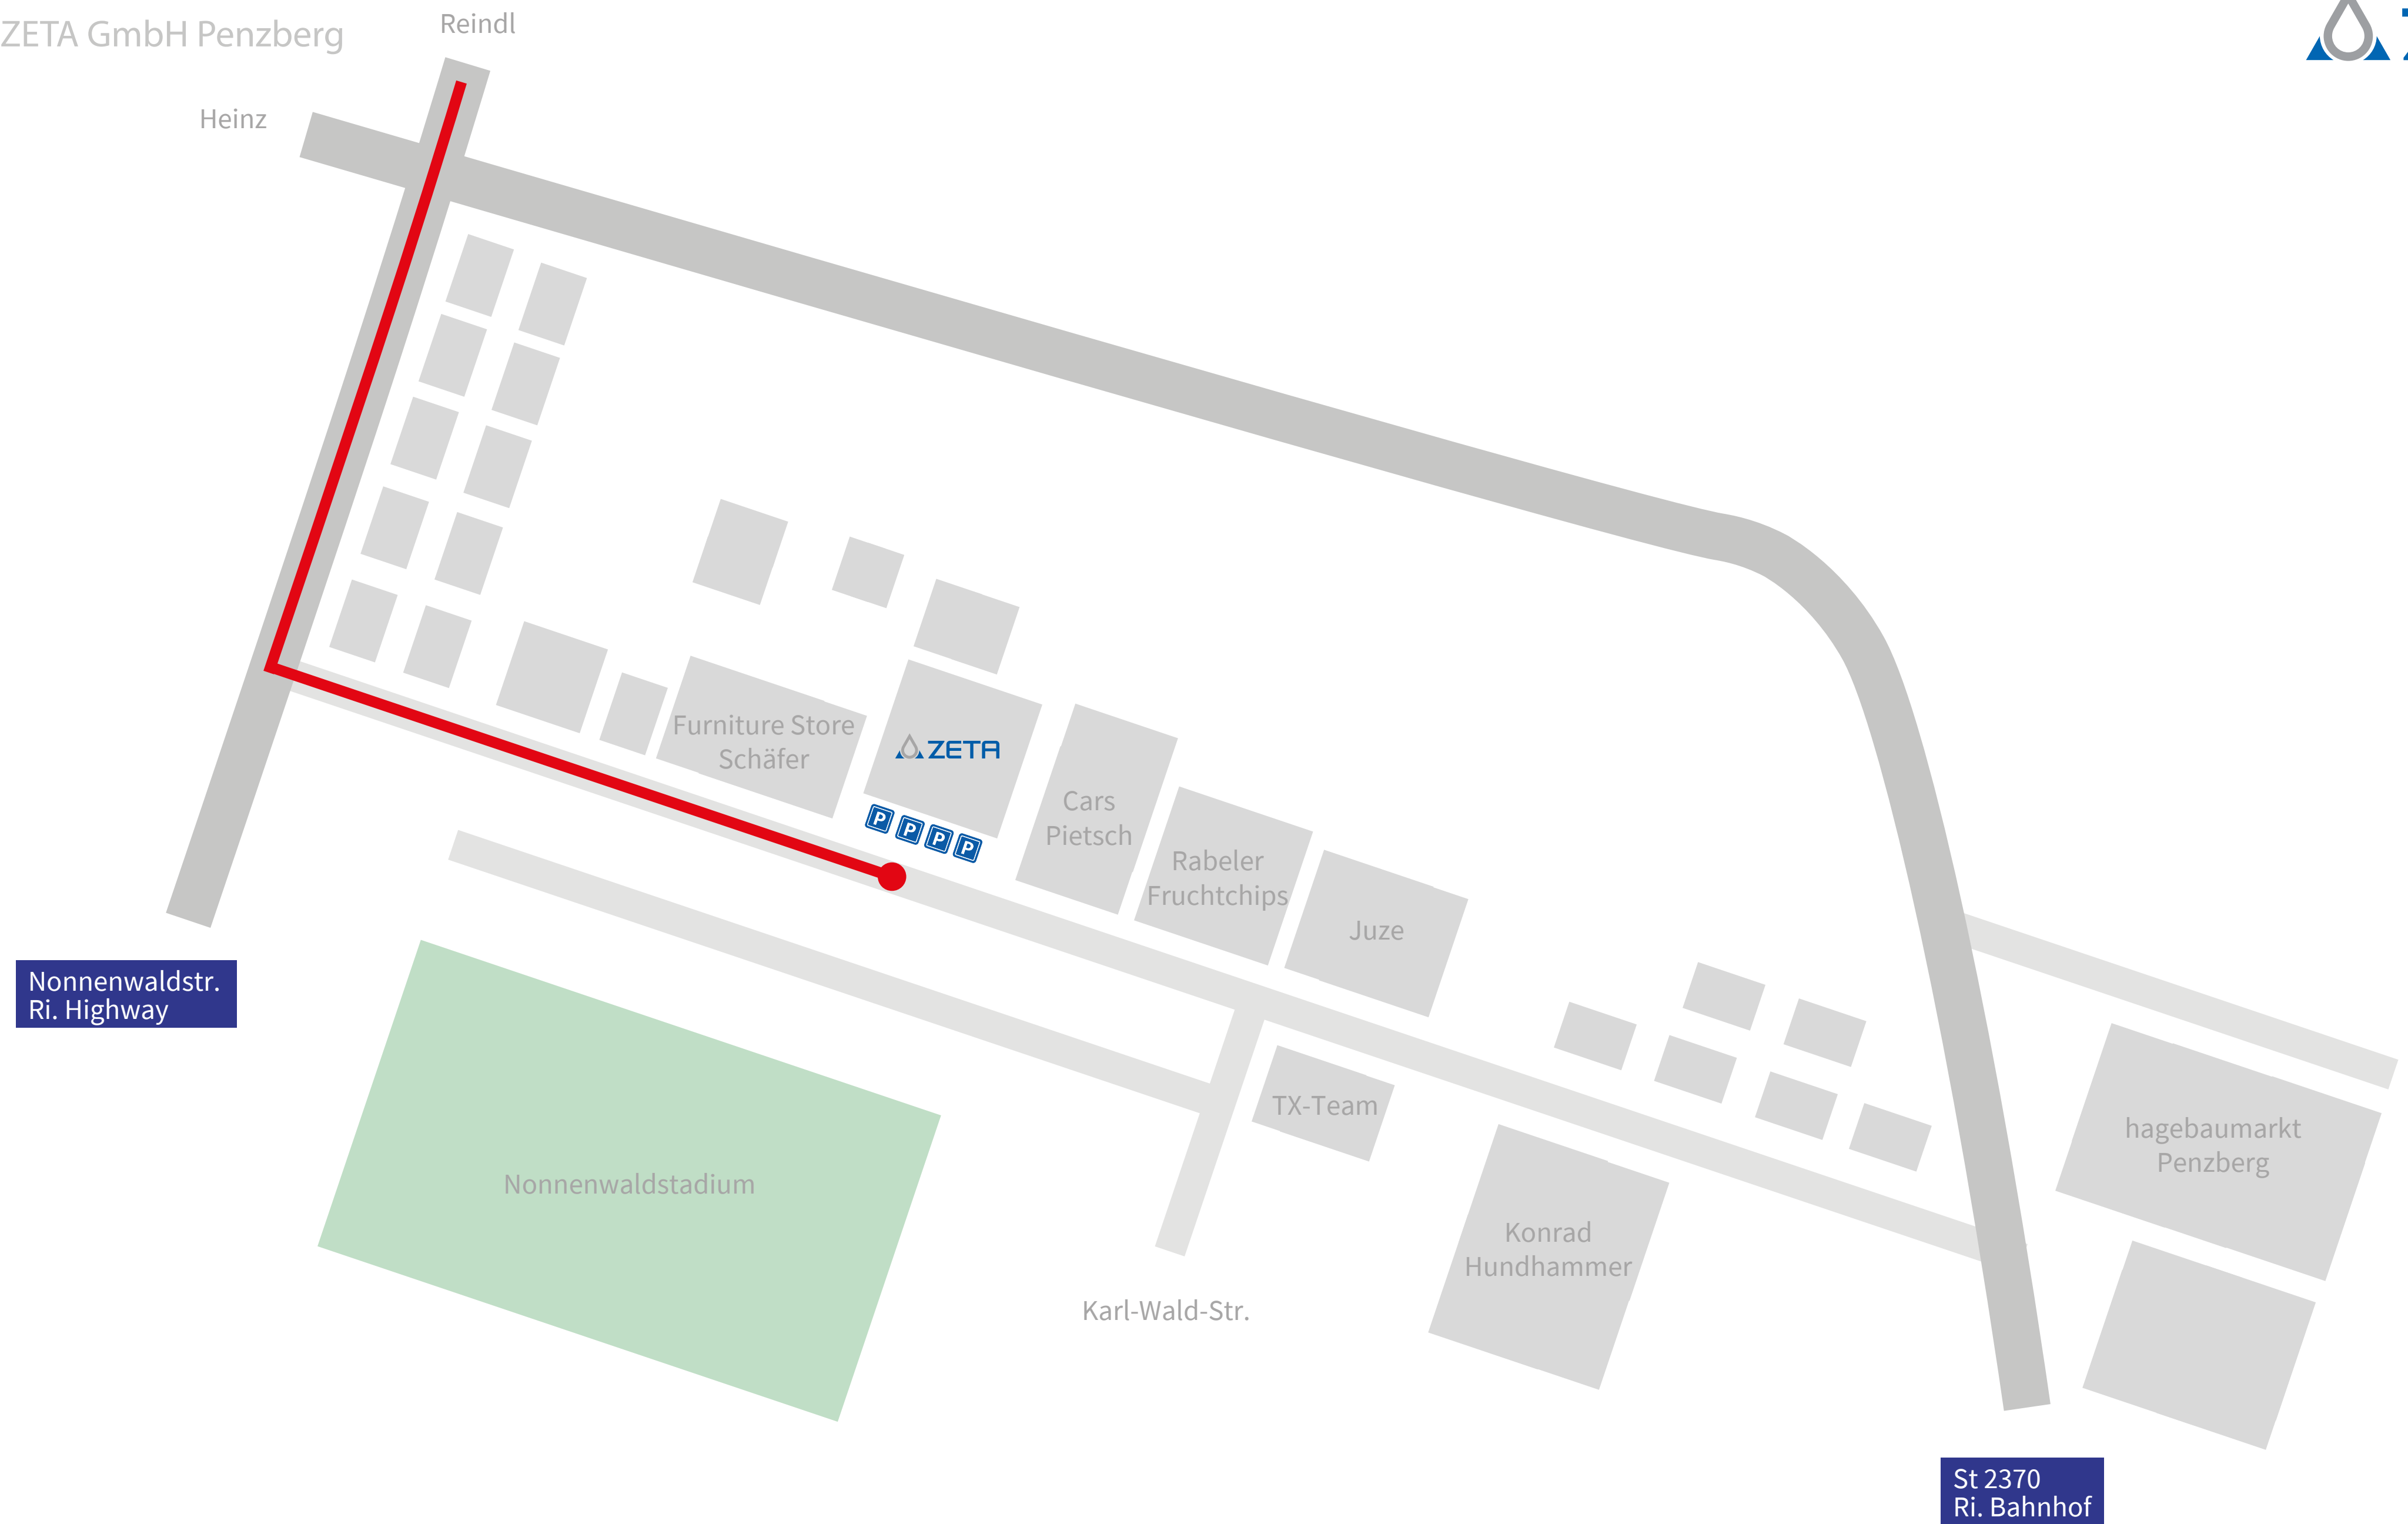 ZETA GmbH Penzberg
Reindl
Heinz
Furniture Store
Schäfer
ZETA
P P P P
Cars
Pietsch
Rabeler
Fruchtchips
Juze
Nonnenwaldstr.
Ri. Highway
TX-Team
hagebaumarkt
Penzberg
Nonnenwaldstadium
Konrad
Hundhammer
Karl-Wald-Str.
St 2370
Ri. Bahnhof